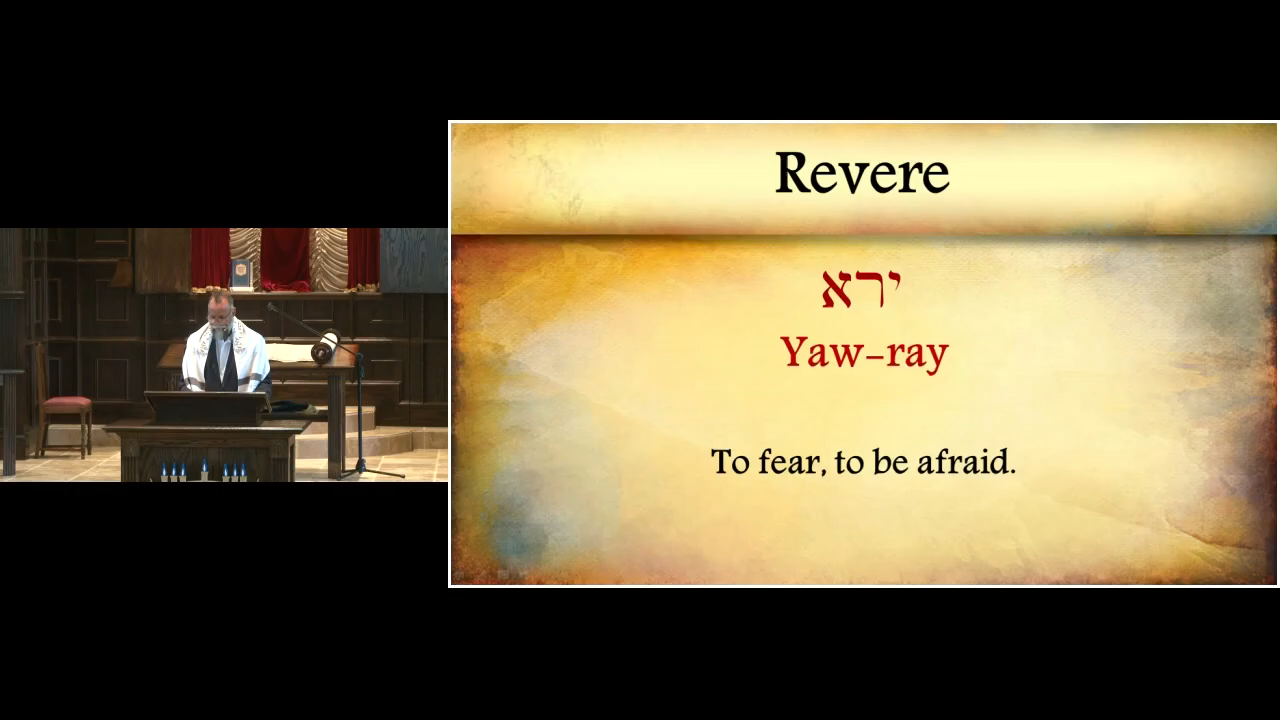 Revere
ירא
Yaw-ray
To fear, to be afraid.